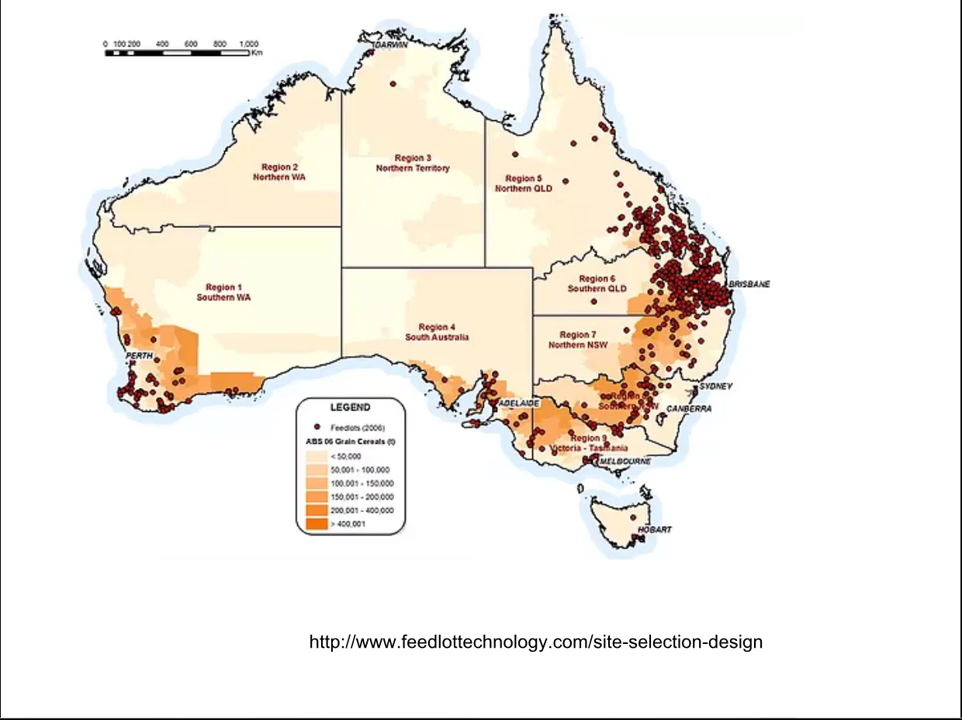 0 100 200 400 600 800 1,000
Km
DARWIN
Region 2
Northern WA
Region 3
Northern Territory
Region 5
Northern QLD
Region 1
Southern WA
Region 6
Southern QLD
BRISBANE
Region 4
South Australia
Region 7
Northern NSW
PERTH
SYDNEY
Region
Southern NSW
ADELAIDE
CANBERRA
Region 9
Victoria - Tasmania
MELBOURNE
HOBART
LEGEND
Feedlots (2006)
ABS 06 Grain Cereals (t)
< 50,000
50,001 - 100,000
100,001 - 150,000
150,001 - 200,000
200,001 - 400,000
> 400,001
http://www.feedlottechnology.com/site-selection-design